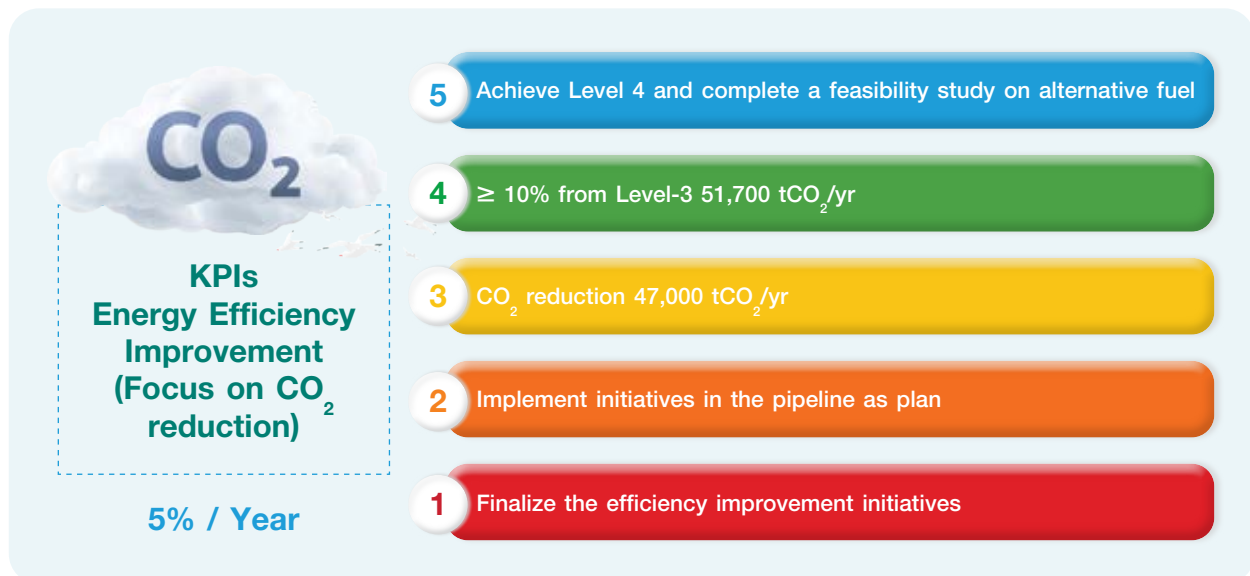 CO₂
KPIs
Energy Efficiency
Improvement
(Focus on CO₂
reduction)
5% / Year
5 Achieve Level 4 and complete a feasibility study on alternative fuel
4 ≥ 10% from Level-3 51,700 tCO₂/yr
3 CO₂ reduction 47,000 tCO₂/yr
2 Implement initiatives in the pipeline as plan
1 Finalize the efficiency improvement initiatives